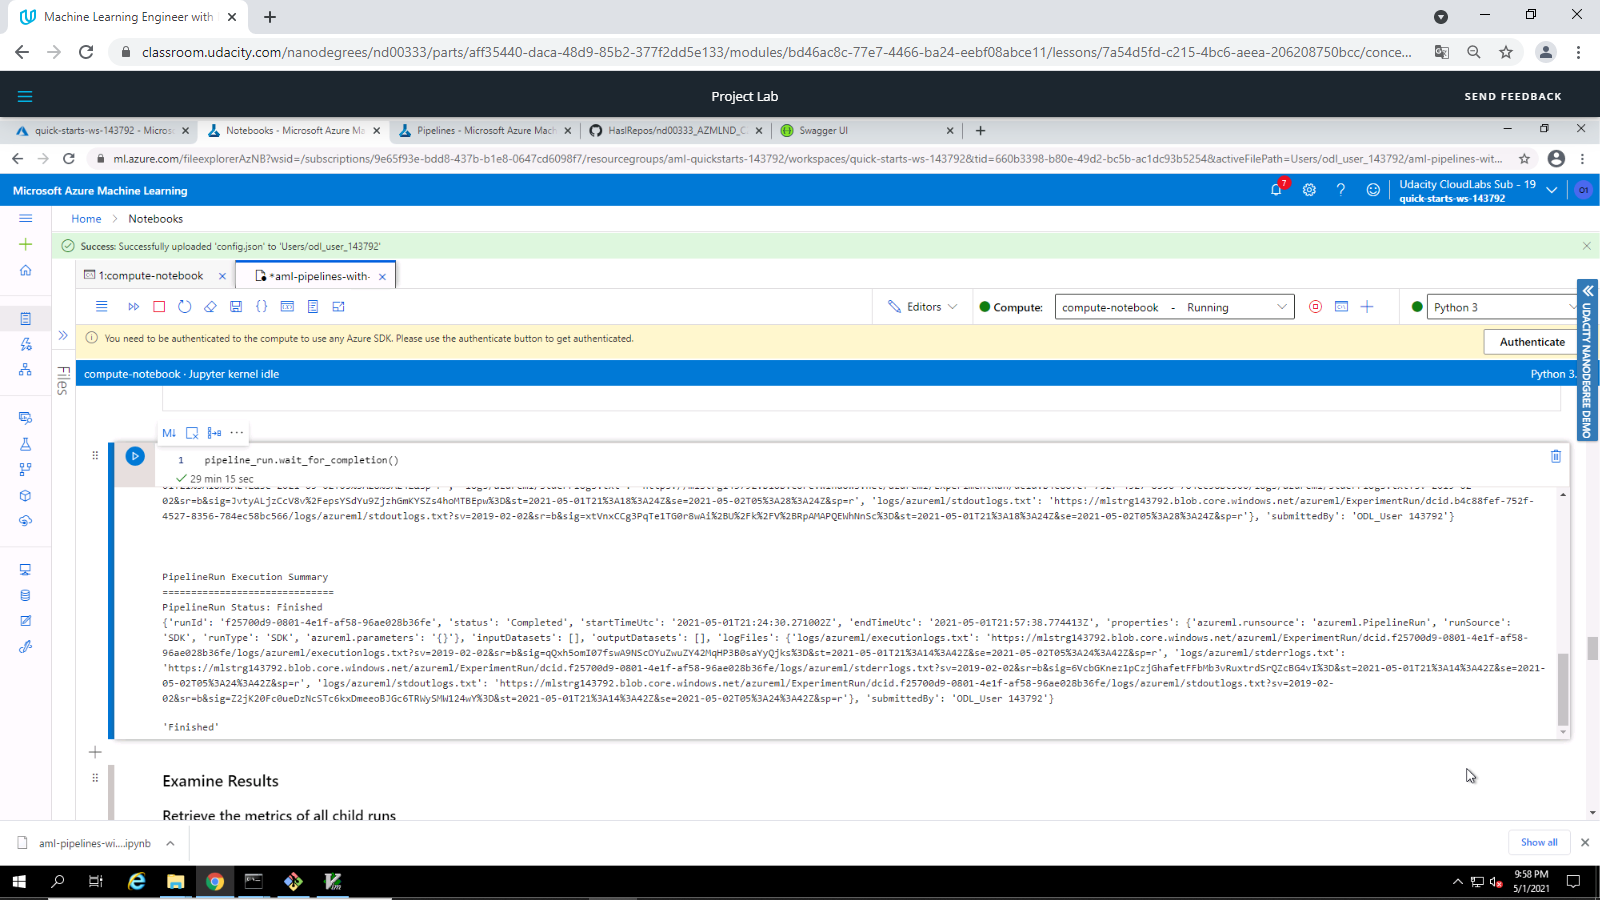 Machine Learning Engineer with
classroom.udacity.com/nanodegrees/nd00333/parts/aff35440-daca-48d9-85b2-377f2dd5e133/modules/bd46ac8c-77e7-4466-ba24-eebf08abce11/lessons/7a54d5fd-c215-4bc6-aeea-206208750bcc/conce...
Project Lab
SEND FEEDBACK
quick-starts-ws-143792 - Micros
Notebooks - Microsoft Azure Ma
Pipelines - Microsoft Azure Mach
HaslRepos/nd00333_AZMLND_C
Swagger UI
ml.azure.com/fileexplorerAzNB?wsid=/subscriptions/9e65f93e-bdd8-437b-b1e8-0647cd6098f7/resourcegroups/aml-quickstarts-143792/workspaces/quick-starts-ws-143792&tid=660b3398-b80e-49d2-bc5b-ac1dc93b5254&activeFilePath=Users/odl_user_143792/aml-pipelines-wit...
Microsoft Azure Machine Learning
7
Udacity CloudLabs Sub - 19
quick-starts-ws-143792
O1
Home > Notebooks
Success: Successfully uploaded 'config.json' to 'Users/odl_user_143792'
1:compute-notebook
*aml-pipelines-with-
Editors
Compute:
compute-notebook - Running
Python 3
You need to be authenticated to the compute to use any Azure SDK. Please use the authenticate button to get authenticated.
Authenticate
UDACITY NANODEGREE DEMO
Files
compute-notebook · Jupyter kernel idle
Python 3.
M↓
1 pipeline_run.wait_for_completion()
29 min 15 sec
02&sr=b&sig=JvtyALjzCcV8v%2FepsYSdYu9ZjzhGmKYSZs4hoMTBEpw%3D&st=2021-05-01T21%3A18%3A24Z&se=2021-05-02T05%3A28%3A24Z&sp=r', 'logs/azureml/stdoutlogs.txt': 'https://mlstrg143792.blob.core.windows.net/azureml/ExperimentRun/dcid.b4c88fef-752f-
4527-8356-784ec58bc566/logs/azureml/stdoutlogs.txt?sv=2019-02-02&sr=b&sig=xtVnxCCg3PqTe1TG0r8wAi%2BU%2Fk%2FV%2BRpAMAPQEWhNnSc%3D&st=2021-05-01T21%3A18%3A24Z&se=2021-05-02T05%3A28%3A24Z&sp=r'}, 'submittedBy': 'ODL_User 143792'}
PipelineRun Execution Summary
==============================
PipelineRun Status: Finished
{'runId': 'f25700d9-0801-4e1f-af58-96ae028b36fe', 'status': 'Completed', 'startTimeUtc': '2021-05-01T21:24:30.271002Z', 'endTimeUtc': '2021-05-01T21:57:38.774413Z', 'properties': {'azureml.runsource': 'azureml.PipelineRun', 'runSource':
'SDK', 'runType': 'SDK', 'azureml.parameters': '{}'}, 'inputDatasets': [], 'outputDatasets': [], 'logFiles': {'logs/azureml/executionlogs.txt': 'https://mlstrg143792.blob.core.windows.net/azureml/ExperimentRun/dcid.f25700d9-0801-4e1f-af58-
96ae028b36fe/logs/azureml/executionlogs.txt?sv=2019-02-02&sr=b&sig=qQxh5omI07fswA9NScOYuZwuZY42MqHP3B0saYyQjks%3D&st=2021-05-01T21%3A14%3A42Z&se=2021-05-02T05%3A24%3A42Z&sp=r', 'logs/azureml/stderrlogs.txt':
'https://mlstrg143792.blob.core.windows.net/azureml/ExperimentRun/dcid.f25700d9-0801-4e1f-af58-96ae028b36fe/logs/azureml/stderrlogs.txt?sv=2019-02-02&sr=b&sig=6VcbGKnez1pCzjGhafetFFbMb3vRuxtrdSrQZcBG4vI%3D&st=2021-05-01T21%3A14%3A42Z&se=2021-
05-02T05%3A24%3A42Z&sp=r', 'logs/azureml/stdoutlogs.txt': 'https://mlstrg143792.blob.core.windows.net/azureml/ExperimentRun/dcid.f25700d9-0801-4e1f-af58-96ae028b36fe/logs/azureml/stdoutlogs.txt?sv=2019-02-
02&sr=b&sig=Z2jK20Fc0ueDzNcSTc6kxDmeeoBJGc6TRWySMW124wY%3D&st=2021-05-01T21%3A14%3A42Z&se=2021-05-02T05%3A24%3A42Z&sp=r'}, 'submittedBy': 'ODL_User 143792'}
'Finished'
Examine Results
Retrieve the metrics of all child runs
aml-pipelines-wi....ipynb
Show all
9:58 PM
5/1/2021